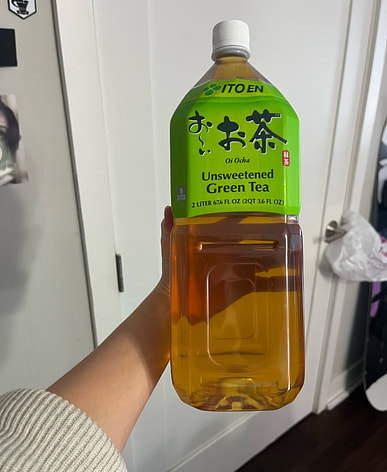 ITO EN
お〜いお茶
Oi Ocha
Unsweetened
Green Tea
2 LITER 67.6 FL OZ (2QT 3.6 FL OZ)